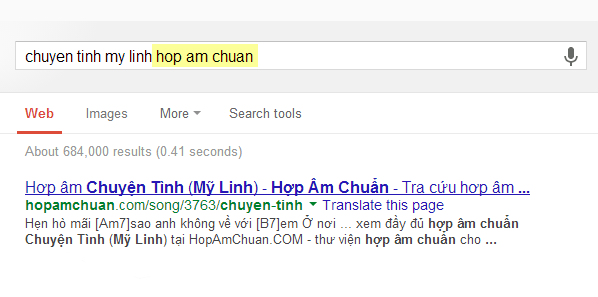 chuyen tinh my linh hop am chuan
Web Images More Search tools
About 684,000 results (0.41 seconds)
Hợp âm Chuyện Tình (Mỹ Linh) - Hợp Âm Chuẩn - Tra cứu hợp âm ...
hopamchuan.com/song/3763/chuyen-tinh Translate this page
Hẹn hò mãi [Am7]sao anh không về với [B7]em Ở nơi ... xem đầy đủ hợp âm chuẩn
Chuyện Tình (Mỹ Linh) tại HopAmChuan.COM - thư viện hợp âm chuẩn cho ...